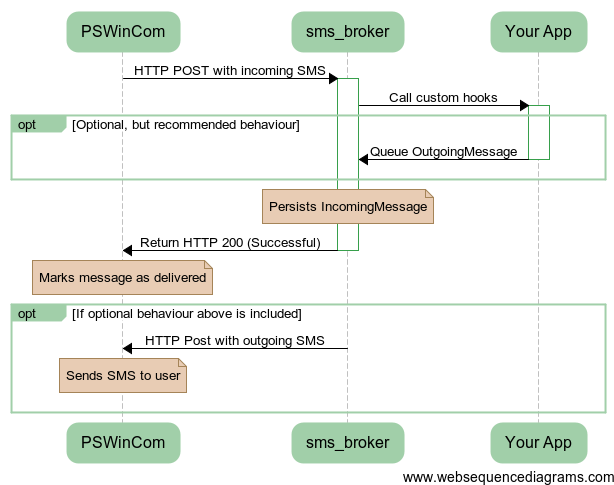 PSWinCom
sms_broker
Your App
HTTP POST with incoming SMS
Call custom hooks
opt
[Optional, but recommended behaviour]
Queue OutgoingMessage
Persists IncomingMessage
Return HTTP 200 (Successful)
Marks message as delivered
opt
[If optional behaviour above is included]
HTTP Post with outgoing SMS
Sends SMS to user
PSWinCom
sms_broker
Your App
www.websequencediagrams.com